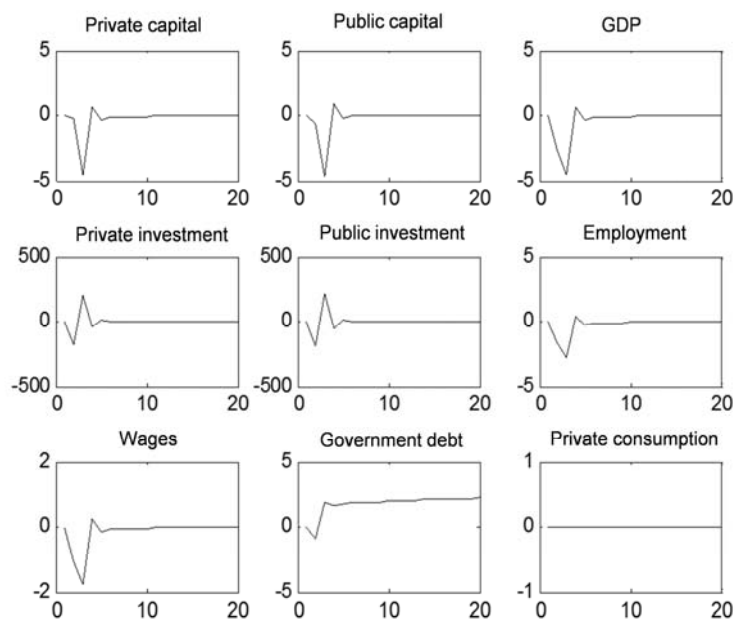 Private capital
Public capital
GDP
5
0
-5
0 10 20
5
0
-5
0 10 20
5
0
-5
0 10 20
Private investment
Public investment
Employment
500
0
-500
0 10 20
500
0
-500
0 10 20
5
0
-5
0 10 20
Wages
Government debt
Private consumption
2
0
-2
0 10 20
5
0
-5
0 10 20
1
0
-1
0 10 20